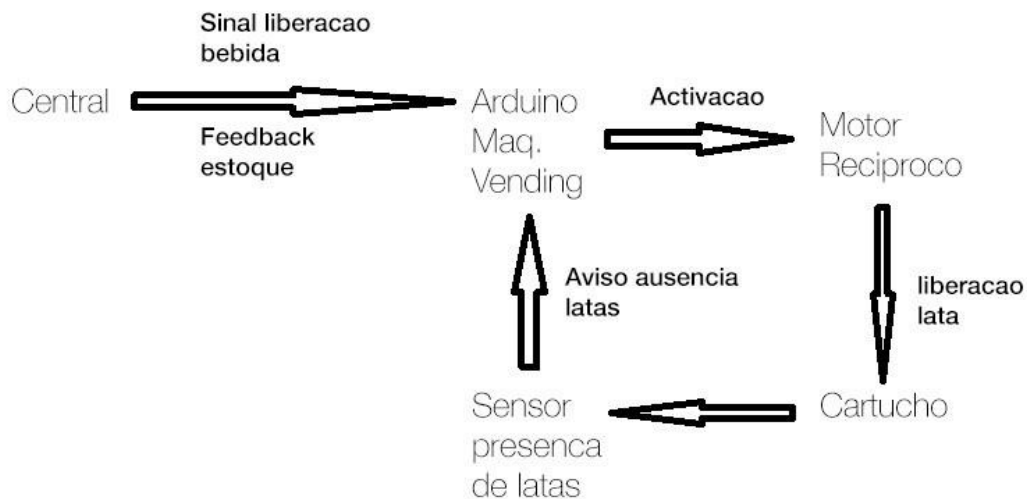 Sinal liberacao
bebida
Central
Feedback
estoque
Arduino
Maq.
Vending
Activacao
Motor
Reciproco
Aviso ausencia
latas
liberacao
lata
Sensor
presenca
de latas
Cartucho